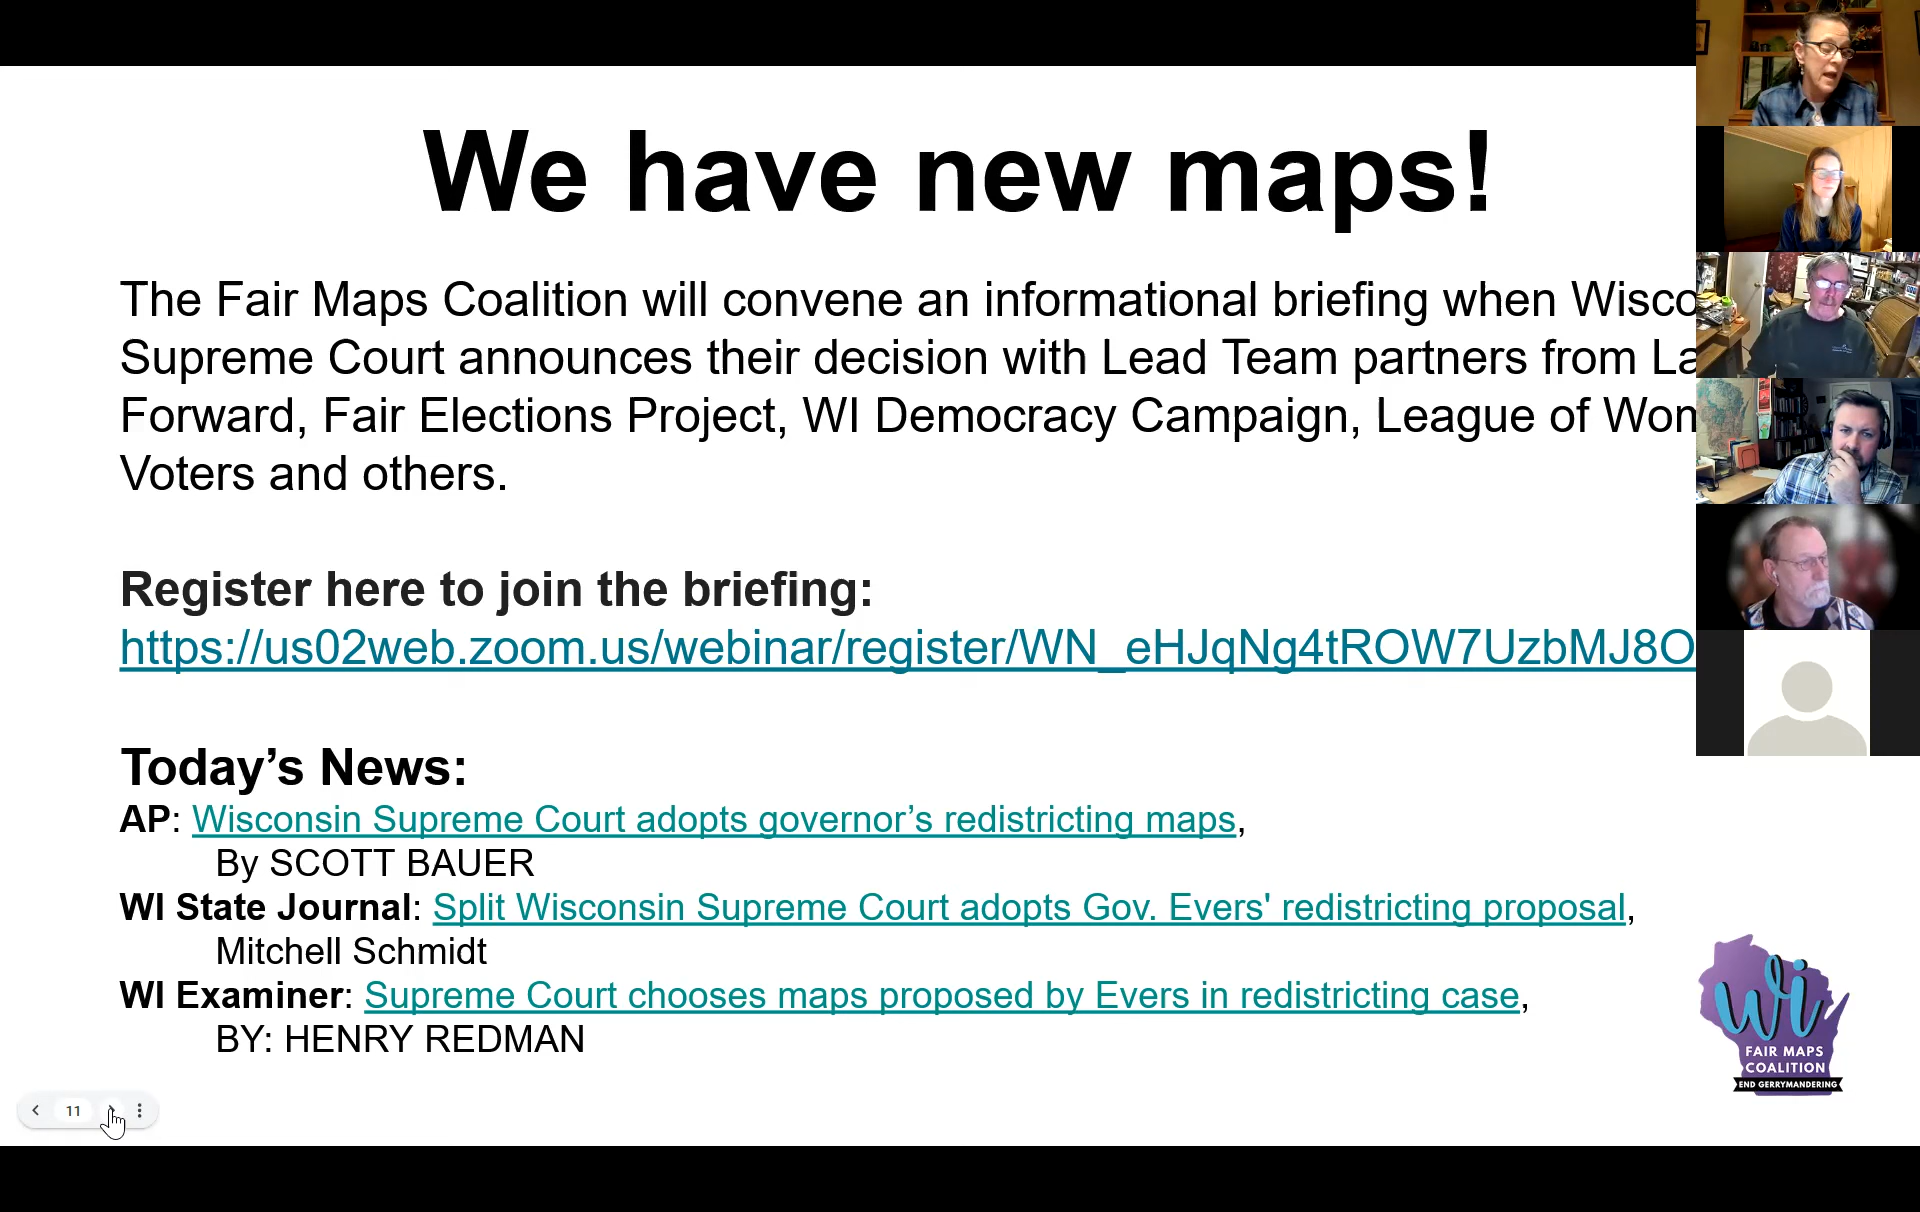 We have new maps!
The Fair Maps Coalition will convene an informational briefing when Wisco
Supreme Court announces their decision with Lead Team partners from La
Forward, Fair Elections Project, WI Democracy Campaign, League of Wom
Voters and others.
Register here to join the briefing:
https://us02web.zoom.us/webinar/register/WN_eHJqNg4tROW7UzbMJ8O
Today’s News:
AP: Wisconsin Supreme Court adopts governor’s redistricting maps,
By SCOTT BAUER
WI State Journal: Split Wisconsin Supreme Court adopts Gov. Evers' redistricting proposal,
Mitchell Schmidt
WI Examiner: Supreme Court chooses maps proposed by Evers in redistricting case,
BY: HENRY REDMAN
wi
FAIR MAPS
COALITION
END GERRYMANDERING
11